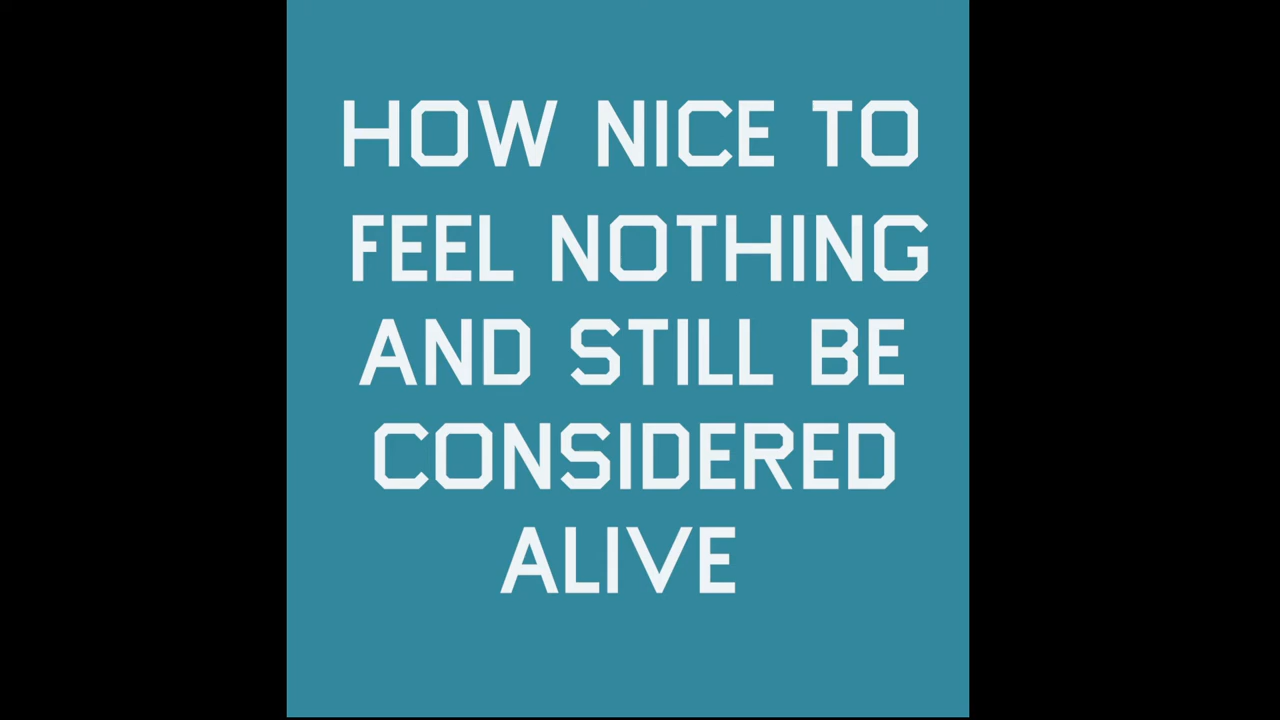 HOW NICE TO
FEEL NOTHING
AND STILL BE
CONSIDERED
ALIVE